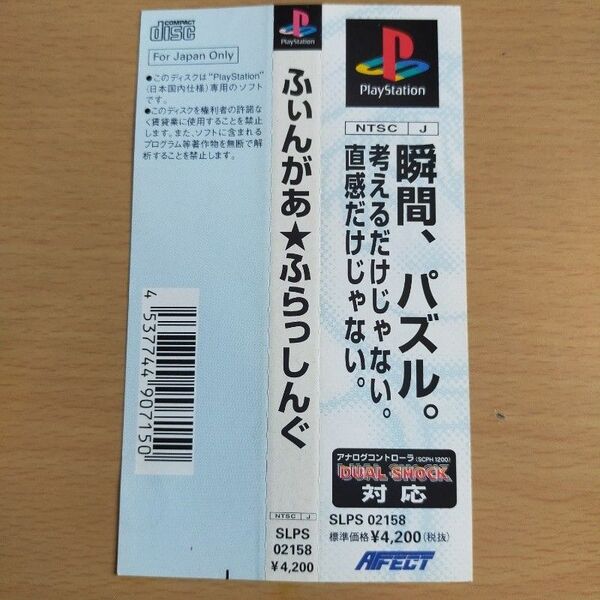 COMPACT
disc
For Japan Only
●このディスクは"PlayStation"
(日本国内仕様)専用のソフト
です。
●このディスクを権利者の許諾な
く賃貸業に使用することを禁止
します。また、ソフトに含まれる
プログラム等著作物を無断で解
析することを禁止します。
4 537744 907150
PlayStation
ふぃんがあ★ふらっしんぐ
NTSC J
SLPS
02158
¥4,200
PlayStation
NTSC J
瞬間、パズル。
考えるだけじゃない。
直感だけじゃない。
アナログコントローラ(SCPH 1200)
DUAL SHOCK
対応
SLPS 02158
標準価格¥4,200(税抜)
AFFECT